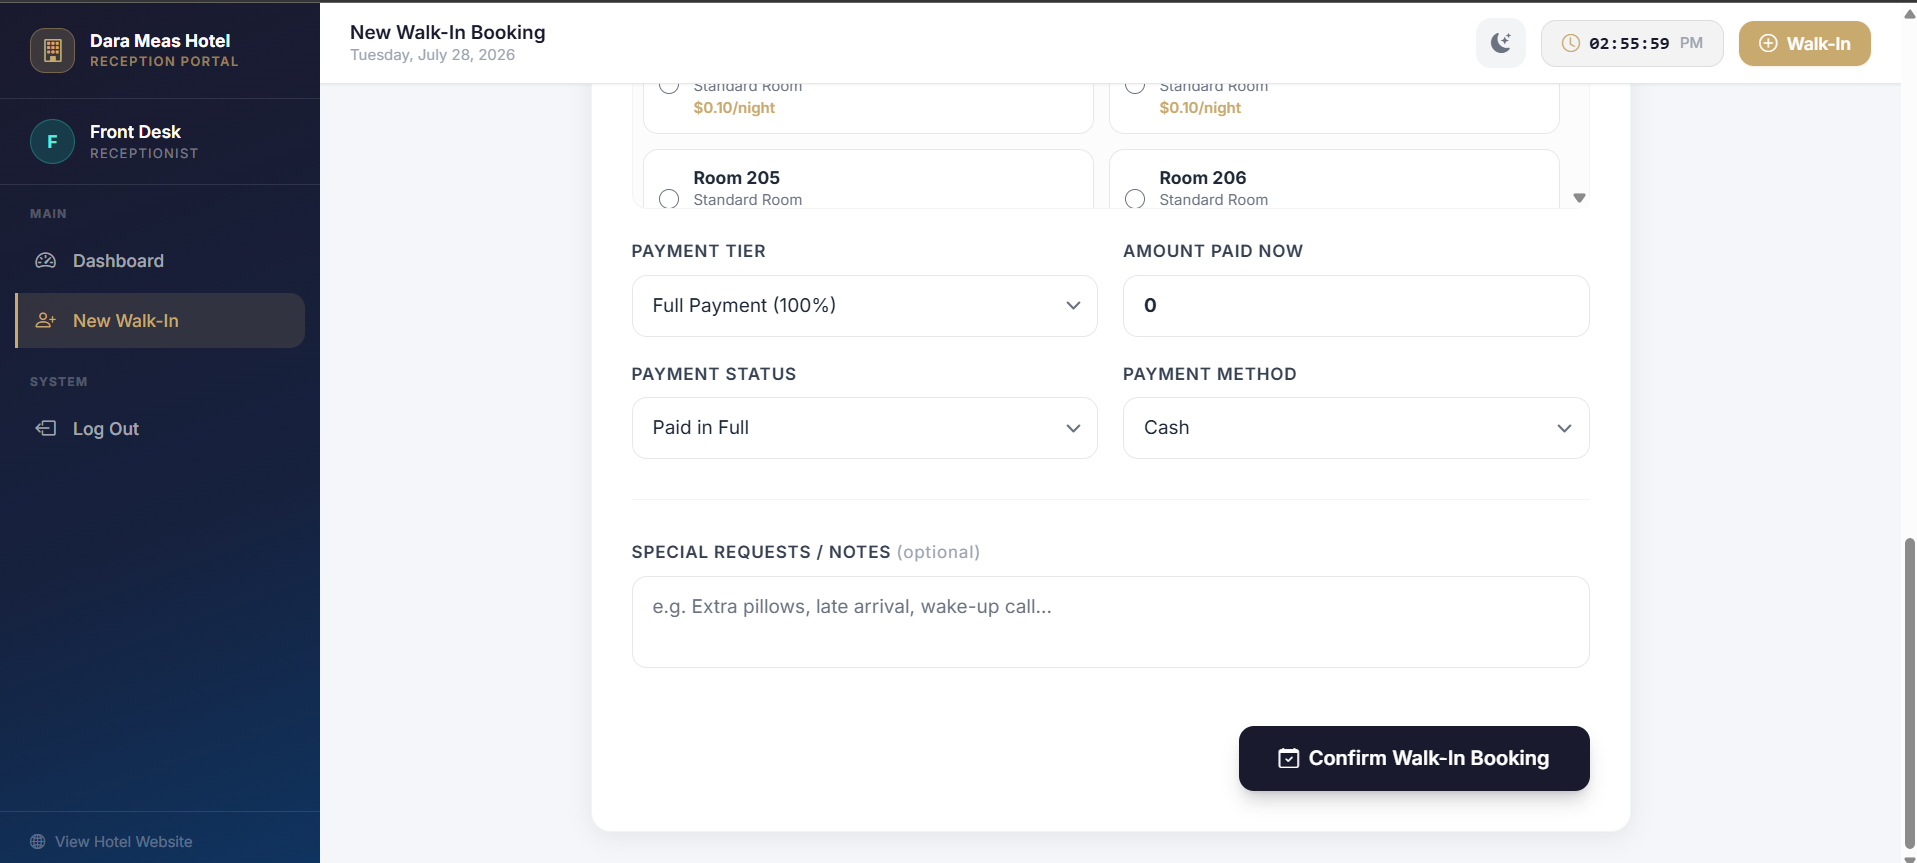 Dara Meas Hotel
RECEPTION PORTAL
Front Desk
RECEPTIONIST
MAIN
Dashboard
New Walk-In
SYSTEM
Log Out
View Hotel Website
New Walk-In Booking
Tuesday, July 28, 2026
02:55:59 PM
Walk-In
Standard Room
$0.10/night
Standard Room
$0.10/night
Room 205
Standard Room
Room 206
Standard Room
PAYMENT TIER
Full Payment (100%)
AMOUNT PAID NOW
0
PAYMENT STATUS
Paid in Full
PAYMENT METHOD
Cash
SPECIAL REQUESTS / NOTES (optional)
e.g. Extra pillows, late arrival, wake-up call...
Confirm Walk-In Booking
F